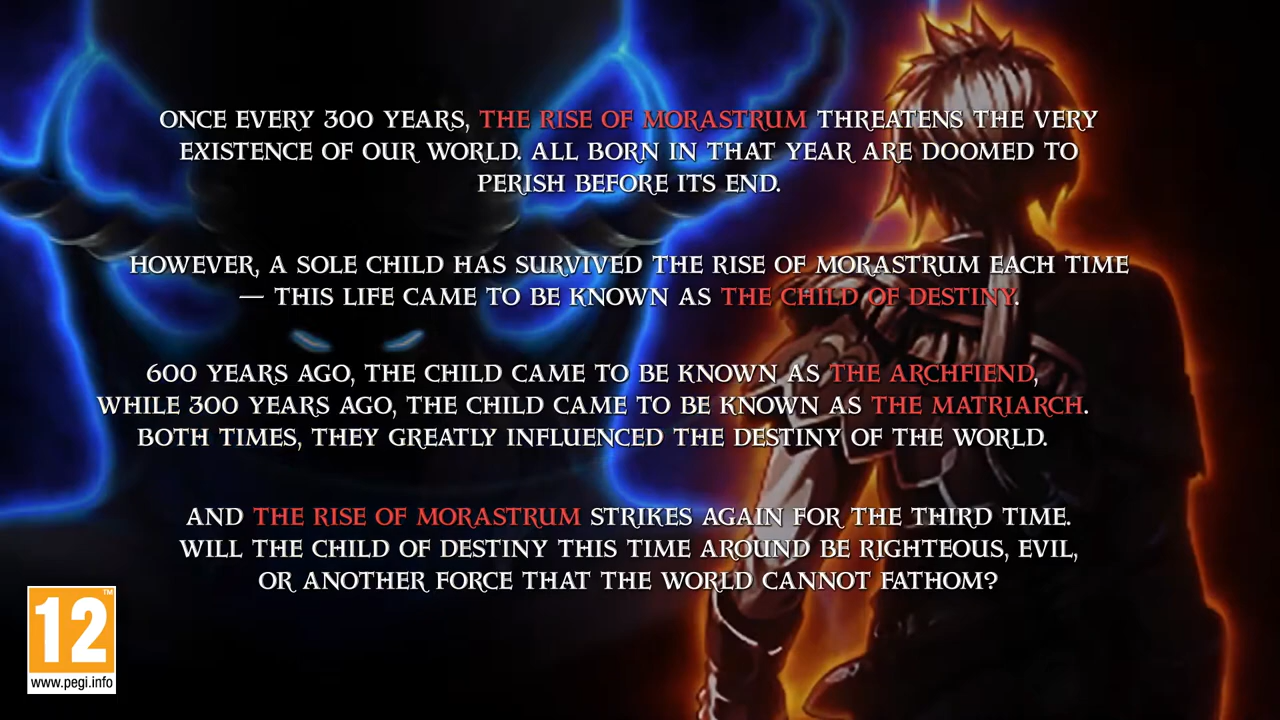 ONCE EVERY 300 YEARS, THE RISE OF MORASTRUM THREATENS THE VERY
EXISTENCE OF OUR WORLD. ALL BORN IN THAT YEAR ARE DOOMED TO
PERISH BEFORE ITS END.
HOWEVER, A SOLE CHILD HAS SURVIVED THE RISE OF MORASTRUM EACH TIME
— THIS LIFE CAME TO BE KNOWN AS THE CHILD OF DESTINY.
600 YEARS AGO, THE CHILD CAME TO BE KNOWN AS THE ARCHFIEND,
WHILE 300 YEARS AGO, THE CHILD CAME TO BE KNOWN AS THE MATRIARCH.
BOTH TIMES, THEY GREATLY INFLUENCED THE DESTINY OF THE WORLD.
AND THE RISE OF MORASTRUM STRIKES AGAIN FOR THE THIRD TIME.
WILL THE CHILD OF DESTINY THIS TIME AROUND BE RIGHTEOUS, EVIL,
OR ANOTHER FORCE THAT THE WORLD CANNOT FATHOM?
12™
www.pegi.info